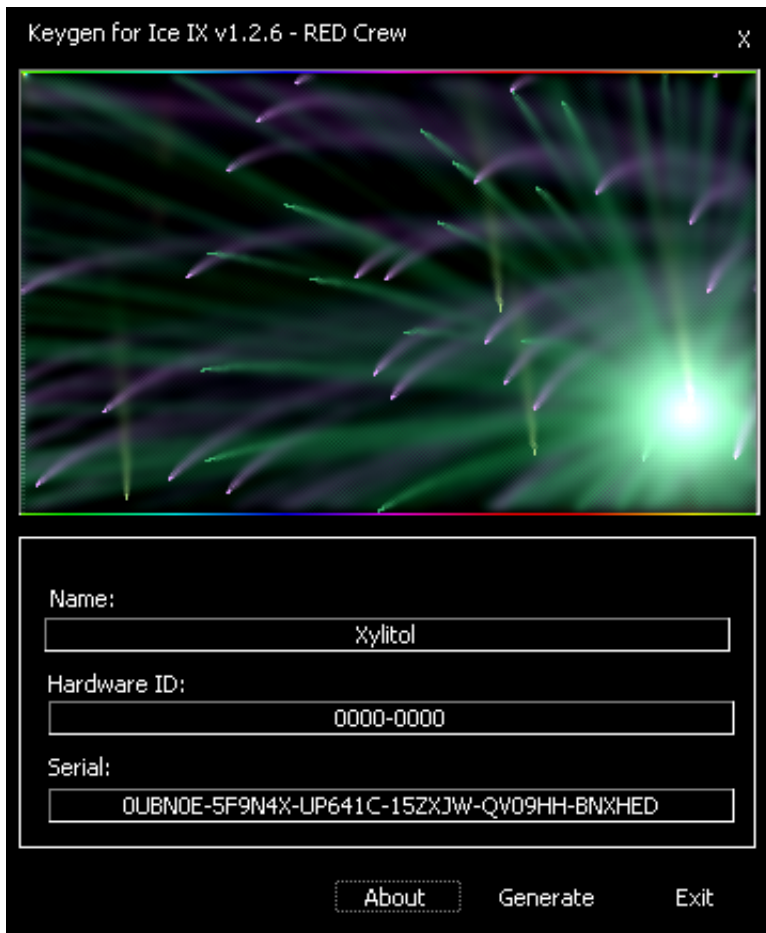 Keygen for Ice IX v1.2.6 - RED Crew
X
Name:
Xylitol
Hardware ID:
0000-0000
Serial:
0UBN0E-5F9N4X-UP641C-15ZXJW-QV09HH-BNXHED
About
Generate
Exit